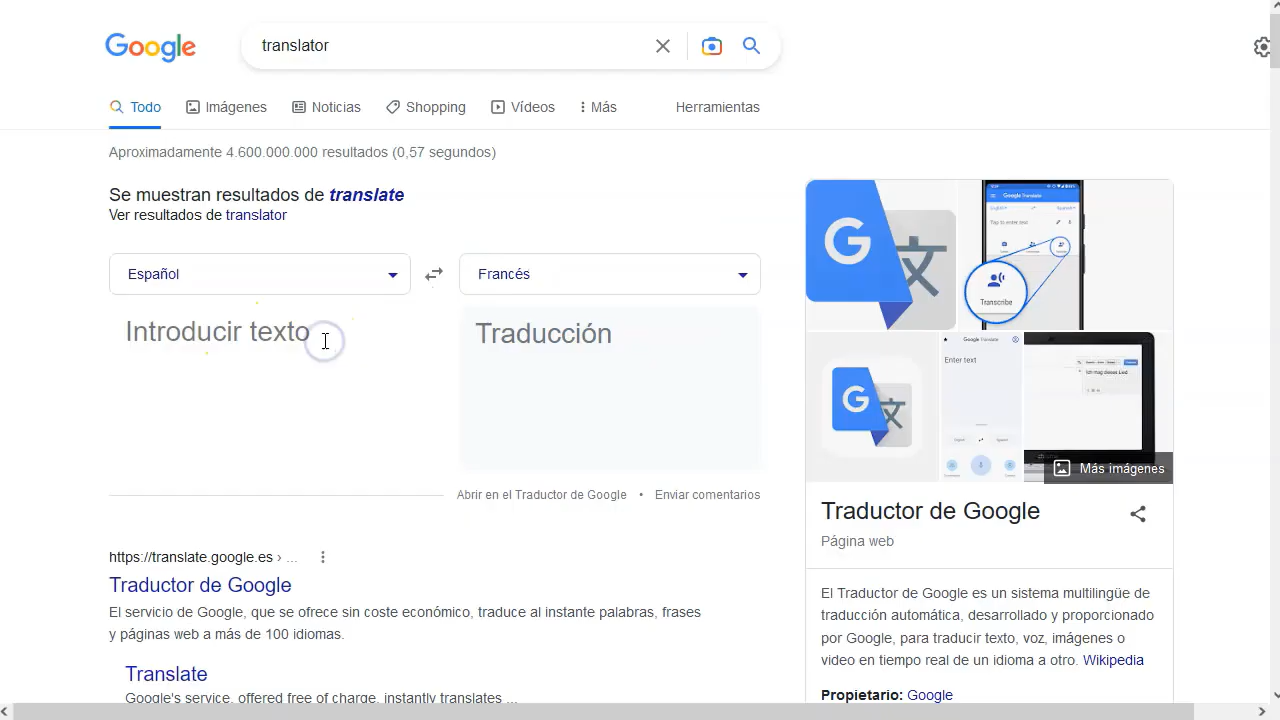 Google
translator
Todo
Imágenes
Noticias
Shopping
Vídeos
Más
Herramientas
Aproximadamente 4.600.000.000 resultados (0,57 segundos)
Se muestran resultados de translate
Ver resultados de translator
Español
Francés
Introducir texto
Traducción
Abrir en el Traductor de Google • Enviar comentarios
https://translate.google.es › ...
Traductor de Google
El servicio de Google, que se ofrece sin coste económico, traduce al instante palabras, frases
y páginas web a más de 100 idiomas.
Translate
Google's service, offered free of charge, instantly translates ...
G
文
Google Translate
Transcribe
G
文
Google Translate
Enter text
Más imágenes
Traductor de Google
Página web
El Traductor de Google es un sistema multilingüe de
traducción automática, desarrollado y proporcionado
por Google, para traducir texto, voz, imágenes o
video en tiempo real de un idioma a otro. Wikipedia
Propietario: Google